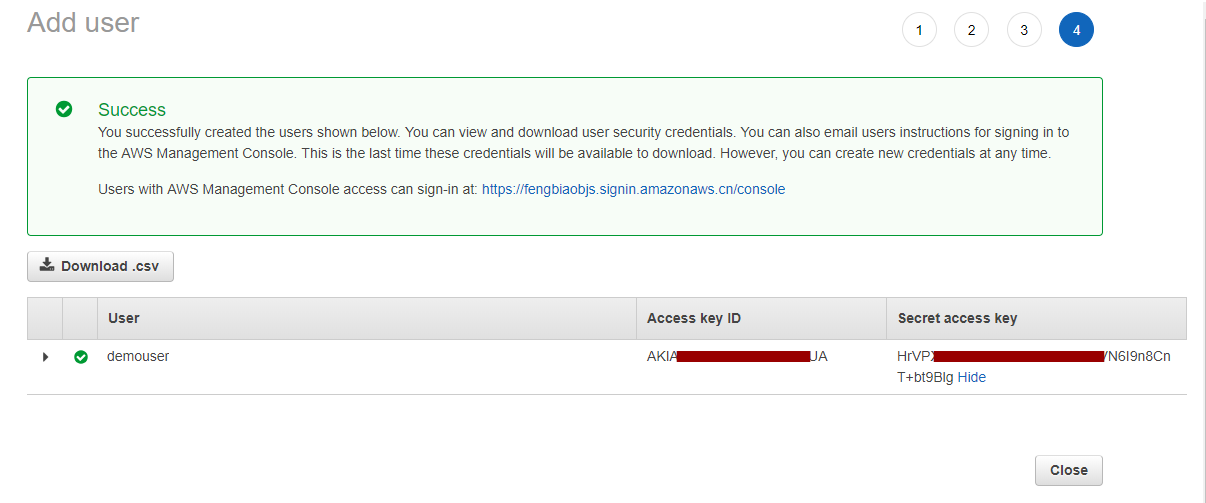 Add user
1 2 3 4
Success
You successfully created the users shown below. You can view and download user security credentials. You can also email users instructions for signing in to
the AWS Management Console. This is the last time these credentials will be available to download. However, you can create new credentials at any time.
Users with AWS Management Console access can sign-in at: https://fengbiaobjs.signin.amazonaws.cn/console
Download .csv
User Access key ID Secret access key
demouser AKIA UA HrVPX /N6I9n8Cn
T+bt9Blg Hide
Close